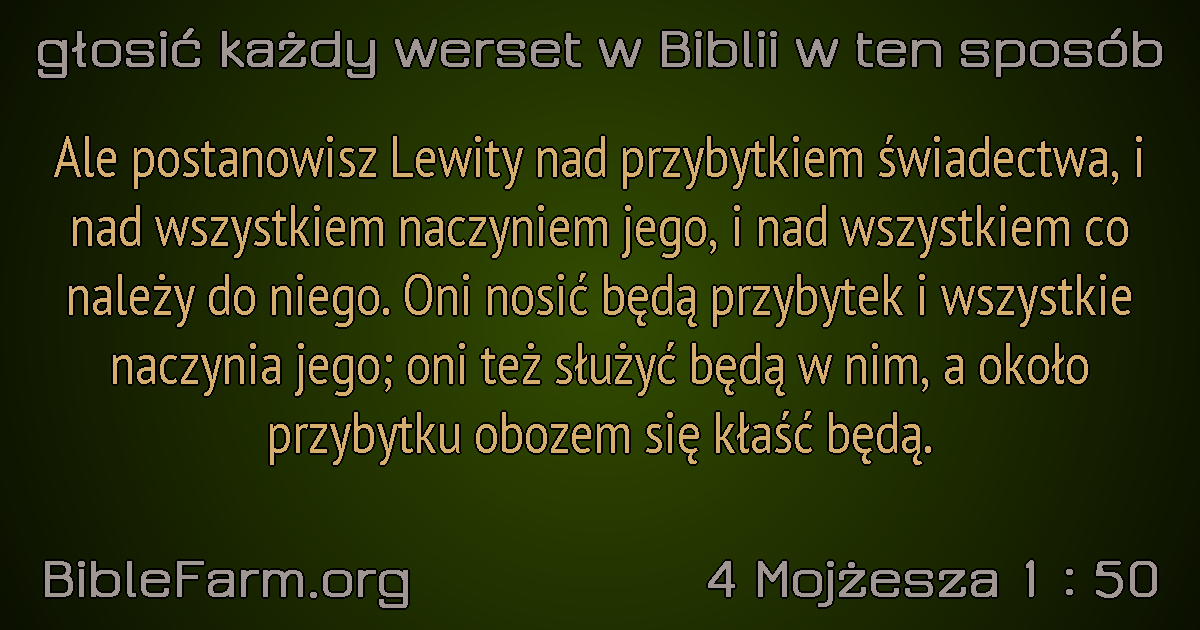 głosić każdy werset w Biblii w ten sposób
Ale postanowisz Lewity nad przybytkiem świadectwa, i
nad wszystkiem naczyniem jego, i nad wszystkiem co
należy do niego. Oni nosić będą przybytek i wszystkie
naczynia jego; oni też służyć będą w nim, a około
przybytku obozem się kłaść będą.
BibleFarm.org
4 Mojżesza 1 : 50